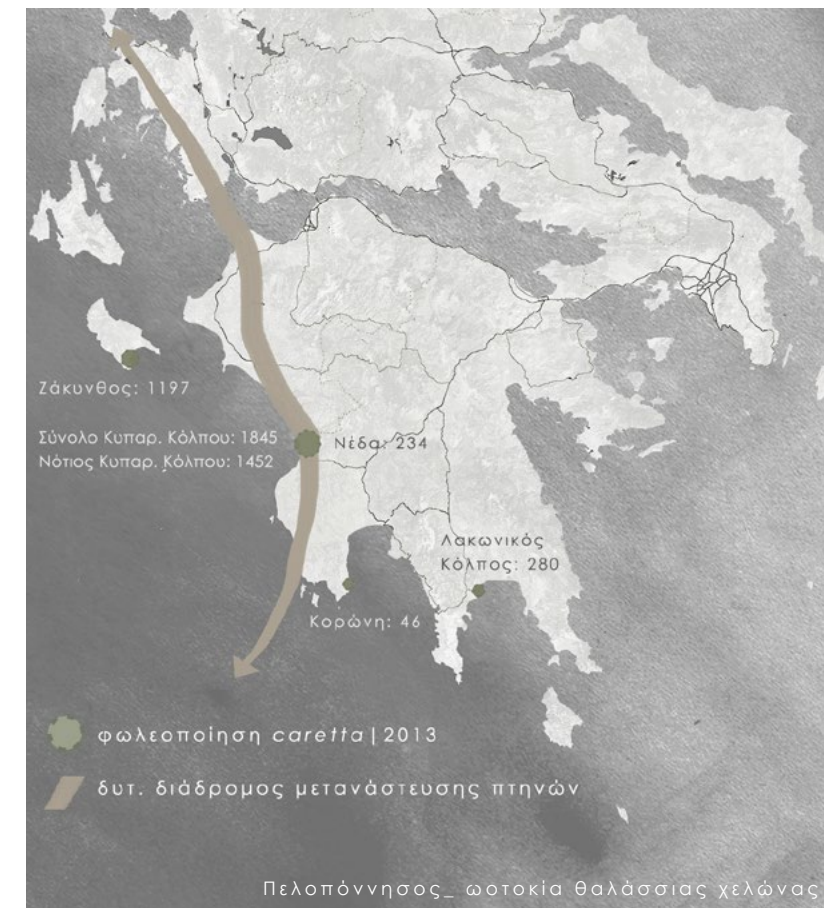 Ζάκυνθος: 1197
Σύνολο Κυπαρ. Κόλπου: 1845
Νότιος Κυπαρ. Κόλπου: 1452
Νέδα: 234
Λακωνικός
Κόλπος: 280
Κορώνη: 46
φωλεοποίηση caretta|2013
δυτ. διάδρομος μετανάστευσης πτηνών
Πελοπόννησος_ ωοτοκία θαλάσσιας χελώνας